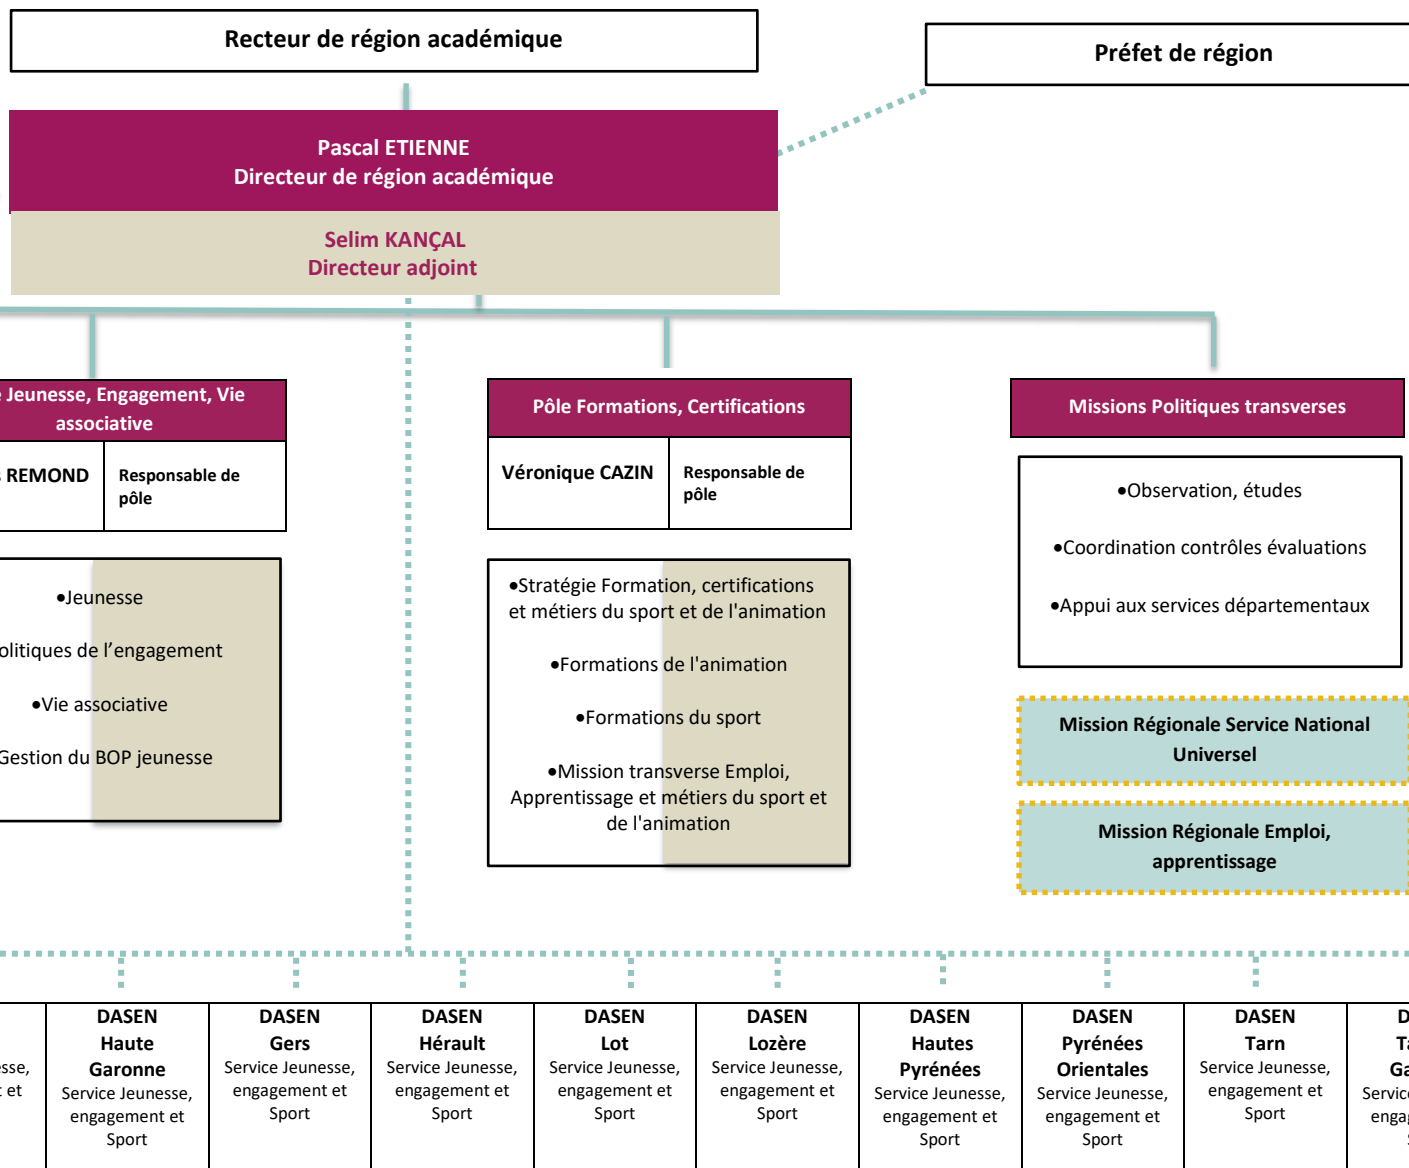 Recteur de région académique
Préfet de région
Pascal ETIENNE
Directeur de région académique
Selim KANÇAL
Directeur adjoint
Jeunesse, Engagement, Vie
associative
REMOND
Responsable de
pôle
•Jeunesse
de l’engagement
•Vie associative
Gestion du BOP jeunesse
Pôle Formations, Certifications
Véronique CAZIN
Responsable de
pôle
•Stratégie Formation, certifications
et métiers du sport et de l'animation
•Formations de l'animation
•Formations du sport
•Mission transverse Emploi,
Apprentissage et métiers du sport et
de l'animation
Missions Politiques transverses
•Observation, études
•Coordination contrôles évaluations
•Appui aux services départementaux
Mission Régionale Service National
Universel
Mission Régionale Emploi,
apprentissage
DASEN
Haute
Garonne
Service Jeunesse,
engagement et
Sport
DASEN
Gers
Service Jeunesse,
engagement et
Sport
DASEN
Hérault
Service Jeunesse,
engagement et
Sport
DASEN
Lot
Service Jeunesse,
engagement et
Sport
DASEN
Lozère
Service Jeunesse,
engagement et
Sport
DASEN
Hautes
Pyrénées
Service Jeunesse,
engagement et
Sport
DASEN
Pyrénées
Orientales
Service Jeunesse,
engagement et
Sport
DASEN
Tarn
Service Jeunesse,
engagement et
Sport